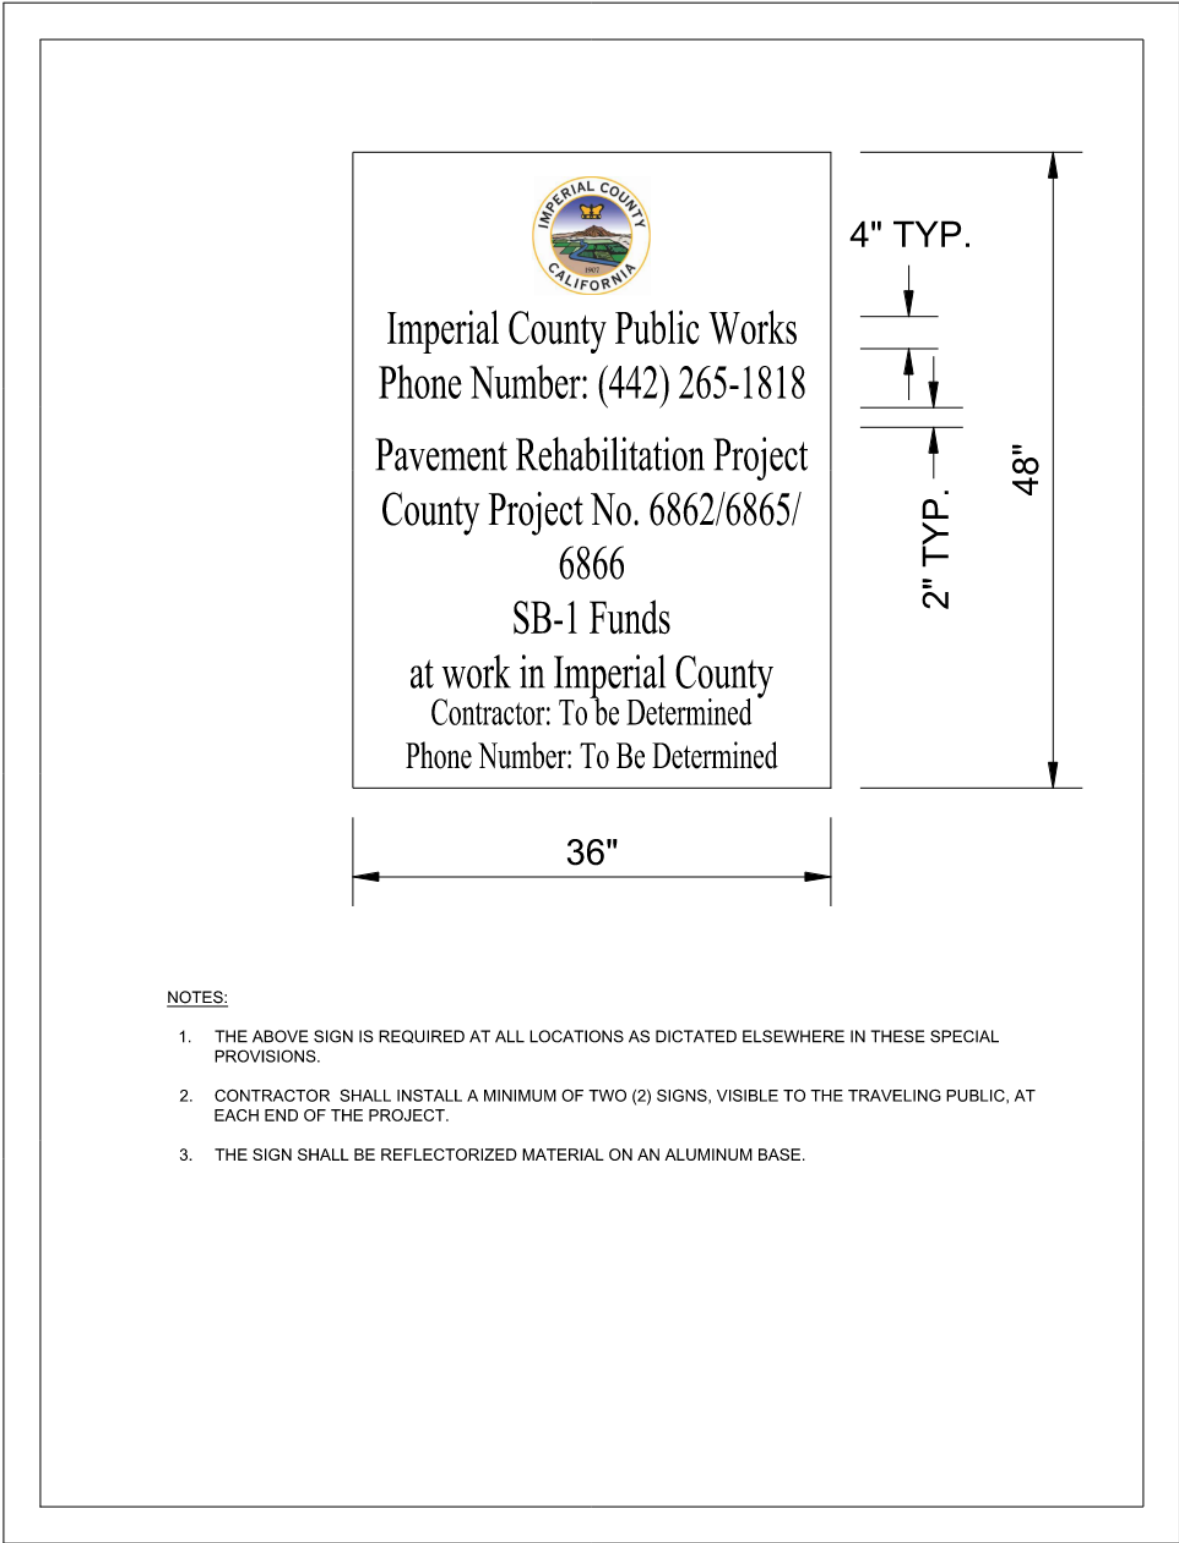 IMPERIAL COUNTY
CALIFORNIA
1907
Imperial County Public Works
Phone Number: (442) 265-1818
Pavement Rehabilitation Project
County Project No. 6862/6865/
6866
SB-1 Funds
at work in Imperial County
Contractor: To be Determined
Phone Number: To Be Determined
4" TYP.
2" TYP.
48"
36"
NOTES:
1. THE ABOVE SIGN IS REQUIRED AT ALL LOCATIONS AS DICTATED ELSEWHERE IN THESE SPECIAL
PROVISIONS.
2. CONTRACTOR SHALL INSTALL A MINIMUM OF TWO (2) SIGNS, VISIBLE TO THE TRAVELING PUBLIC, AT
EACH END OF THE PROJECT.
3. THE SIGN SHALL BE REFLECTORIZED MATERIAL ON AN ALUMINUM BASE.